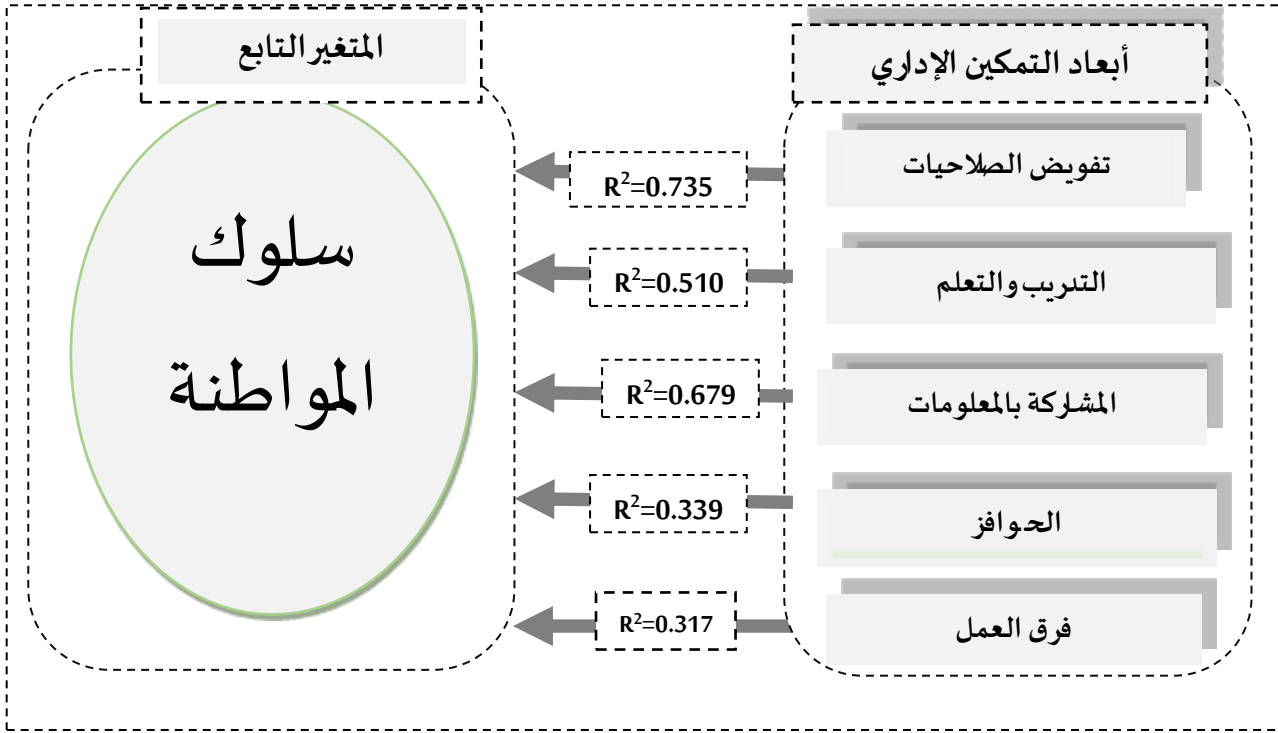 أبعاد التمكين الإداري
المتغير التابع
تفويض الصلاحيات
R²=0.735
التدريب والتعلم
R²=0.510
المشاركة بالمعلومات
R²=0.679
الحوافز
R²=0.339
فرق العمل
R²=0.317
سلوك
المواطنة